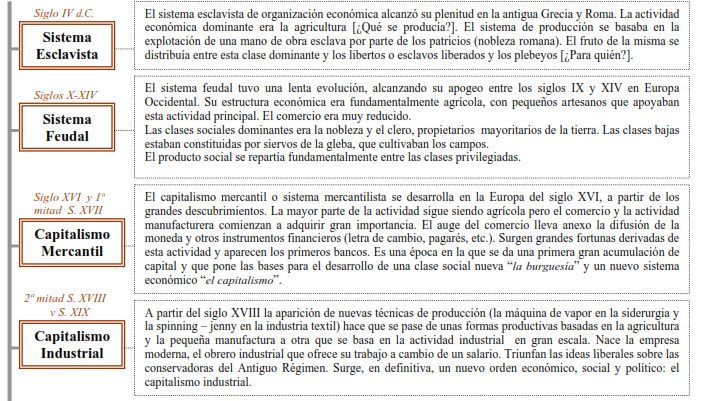 Siglo IV d.C.
Sistema
Esclavista
El sistema esclavista de organización económica alcanzó su plenitud en la antigua Grecia y Roma. La actividad
económica dominante era la agricultura [¿Qué se producía?]. El sistema de producción se basaba en la
explotación de una mano de obra esclava por parte de los patricios (nobleza romana). El fruto de la misma se
distribuía entre esta clase dominante y los libertos o esclavos liberados y los plebeyos [¿Para quién?].
Siglos X-XIV
Sistema
Feudal
El sistema feudal tuvo una lenta evolución, alcanzando su apogeo entre los siglos IX y XIV en Europa
Occidental. Su estructura económica era fundamentalmente agrícola, con pequeños artesanos que apoyaban
esta actividad principal. El comercio era muy reducido.
Las clases sociales dominantes era la nobleza y el clero, propietarios mayoritarios de la tierra. Las clases bajas
estaban constituidas por siervos de la gleba, que cultivaban los campos.
El producto social se repartía fundamentalmente entre las clases privilegiadas.
Siglo XVI y 1ª
mitad S. XVII
Capitalismo
Mercantil
El capitalismo mercantil o sistema mercantilista se desarrolla en la Europa del siglo XVI, a partir de los
grandes descubrimientos. La mayor parte de la actividad sigue siendo agrícola pero el comercio y la actividad
manufacturera comienzan a adquirir gran importancia. El auge del comercio lleva anexo la difusión de la
moneda y otros instrumentos financieros (letra de cambio, pagarés, etc.). Surgen grandes fortunas derivadas de
esta actividad y aparecen los primeros bancos. Es una época en la que se da una primera gran acumulación de
capital y que pone las bases para el desarrollo de una clase social nueva “la burguesía” y un nuevo sistema
económico “el capitalismo”.
2ª mitad S. XVIII
v S. XIX
Capitalismo
Industrial
A partir del siglo XVIII la aparición de nuevas técnicas de producción (la máquina de vapor en la siderurgia y
la spinning – jenny en la industria textil) hace que se pase de unas formas productivas basadas en la agricultura
y la pequeña manufactura a otra que se basa en la actividad industrial en gran escala. Nace la empresa
moderna, el obrero industrial que ofrece su trabajo a cambio de un salario. Triunfan las ideas liberales sobre las
conservadoras del Antiguo Régimen. Surge, en definitiva, un nuevo orden económico, social y político: el
capitalismo industrial.